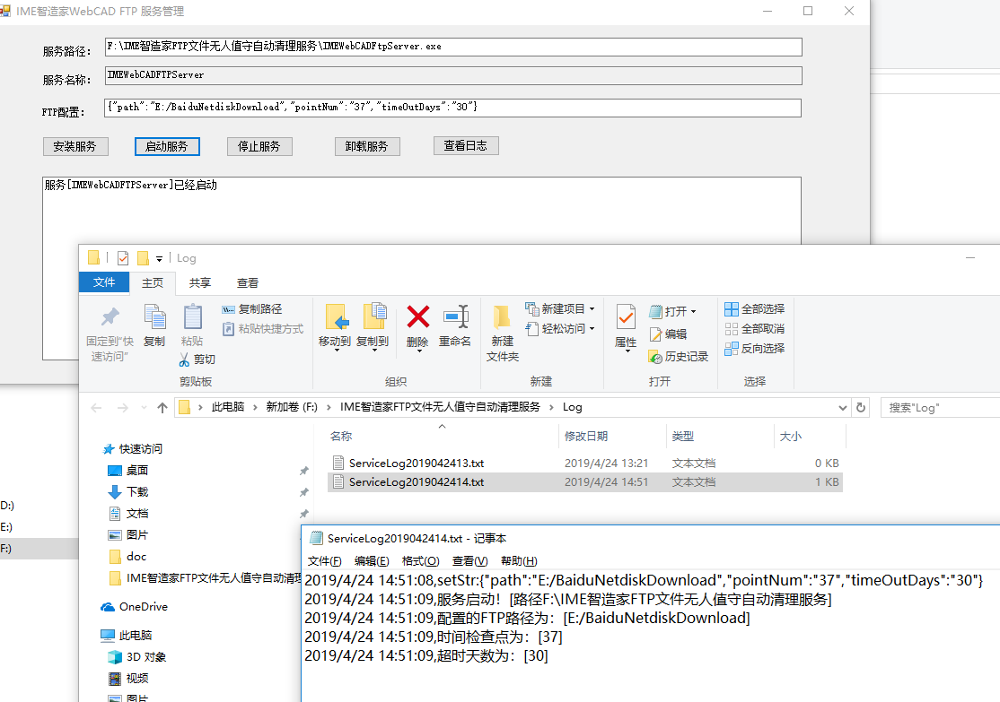 IME智造家WebCAD FTP 服务管理
服务路径：
F:\IME智造家FTP文件无人值守自动清理服务\IMEWebCADFtpServer.exe
服务名称：
IMEWebCADFTPServer
FTP配置：
{"path":"E:/BaiduNetdiskDownload","pointNum":"37","timeOutDays":"30"}
安装服务
启动服务
停止服务
卸载服务
查看日志
服务[IMEWebCADFTPServer]已经启动
Log
文件
主页
共享
查看
固定到"快
速访问"
复制
粘贴
复制路径
粘贴快捷方式
剪切
剪贴板
移动到
复制到
删除
重命名
组织
新建
文件夹
新建项目
轻松访问
新建
属性
打开
编辑
历史记录
打开
全部选择
全部取消
反向选择
选择
此电脑 > 新加卷 (F:) > IME智造家FTP文件无人值守自动清理服务 > Log
搜索"Log"
名称
修改日期
类型
大小
ServiceLog2019042413.txt 2019/4/24 13:21 文本文档 0 KB
ServiceLog2019042414.txt 2019/4/24 14:51 文本文档 1 KB
快速访问
桌面
下载
文档
图片
doc
IME智造家FTP文件无人值守自动清理
OneDrive
此电脑
3D 对象
视频
图片
D:)
E:)
F:)
ServiceLog2019042414.txt - 记事本
文件(F) 编辑(E) 格式(O) 查看(V) 帮助(H)
2019/4/24 14:51:08,setStr:{"path":"E:/BaiduNetdiskDownload","pointNum":"37","timeOutDays":"30"}
2019/4/24 14:51:09,服务启动！[路径F:\IME智造家FTP文件无人值守自动清理服务]
2019/4/24 14:51:09,配置的FTP路径为：[E:/BaiduNetdiskDownload]
2019/4/24 14:51:09,时间检查点为：[37]
2019/4/24 14:51:09,超时天数为：[30]